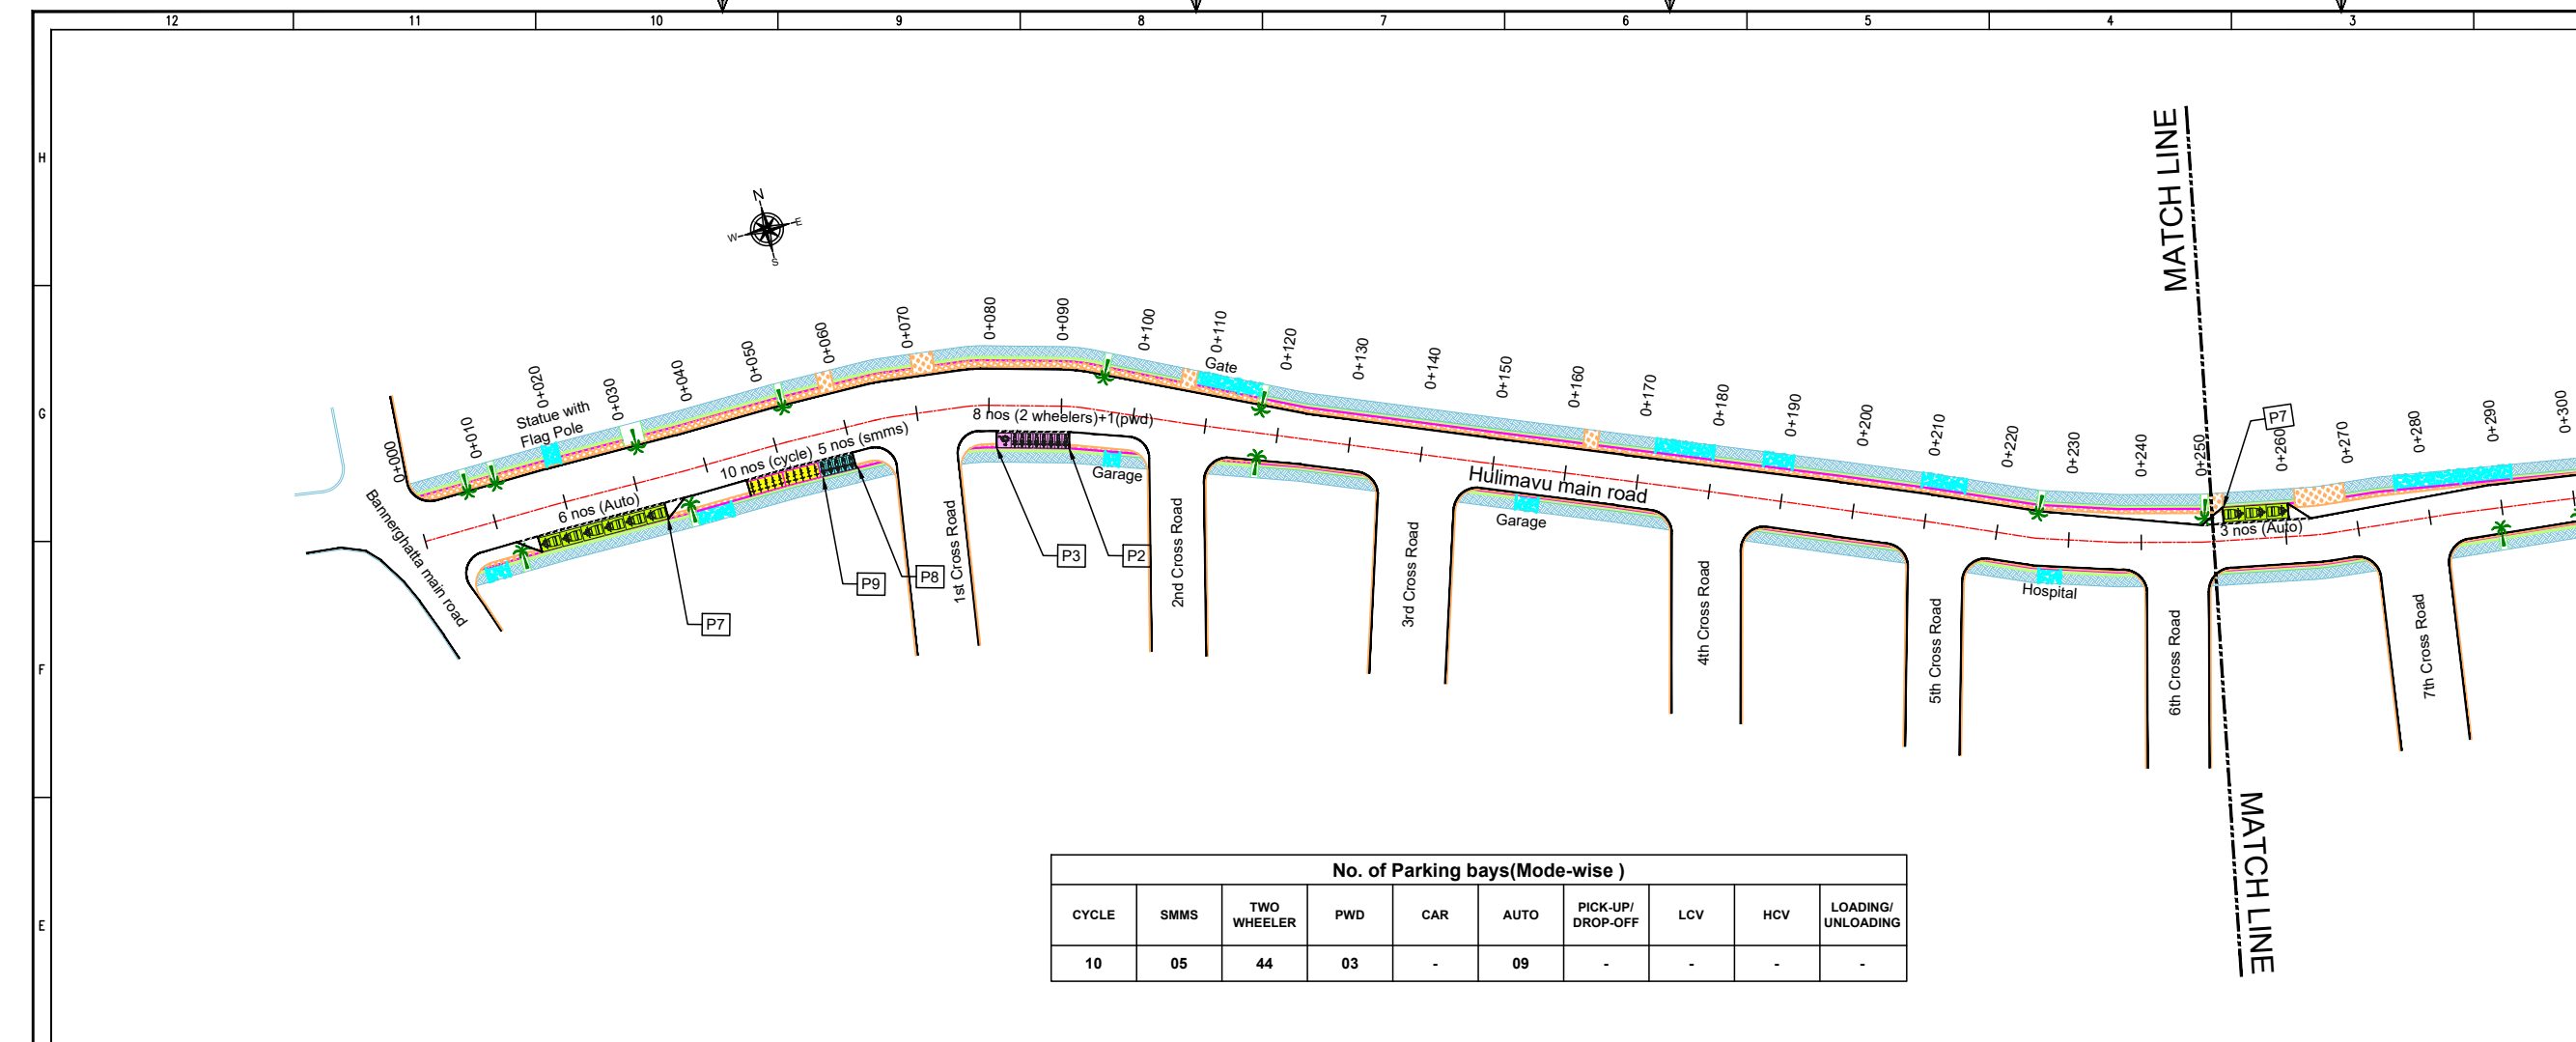 12 11 10 9 8 7 6 5 4 3
H
G
F
E
N
E
W
S
MATCH LINE
0+000
0+010
0+020
0+030
0+040
0+050
0+060
0+070
0+080
0+090
0+100
0+110
0+120
0+130
0+140
0+150
0+160
0+170
0+180
0+190
0+200
0+210
0+220
0+230
0+240
0+250
0+260
0+270
0+280
0+290
0+300
Statue with
Flag Pole
Gate
P7
8 nos (2 wheelers)+1(pwd)
10 nos (cycle)
5 nos (smms)
6 nos (Auto)
3 nos (Auto)
Garage
Hulimavu main road
Garage
Bannerghatta main road
P3
P2
P9
P8
P7
Hospital
1st Cross Road
2nd Cross Road
3rd Cross Road
4th Cross Road
5th Cross Road
6th Cross Road
7th Cross Road
MATCH LINE
No. of Parking bays(Mode-wise )
CYCLE SMMS TWO WHEELER PWD CAR AUTO PICK-UP/ DROP-OFF LCV HCV LOADING/ UNLOADING
10 05 44 03 - 09 - - - -